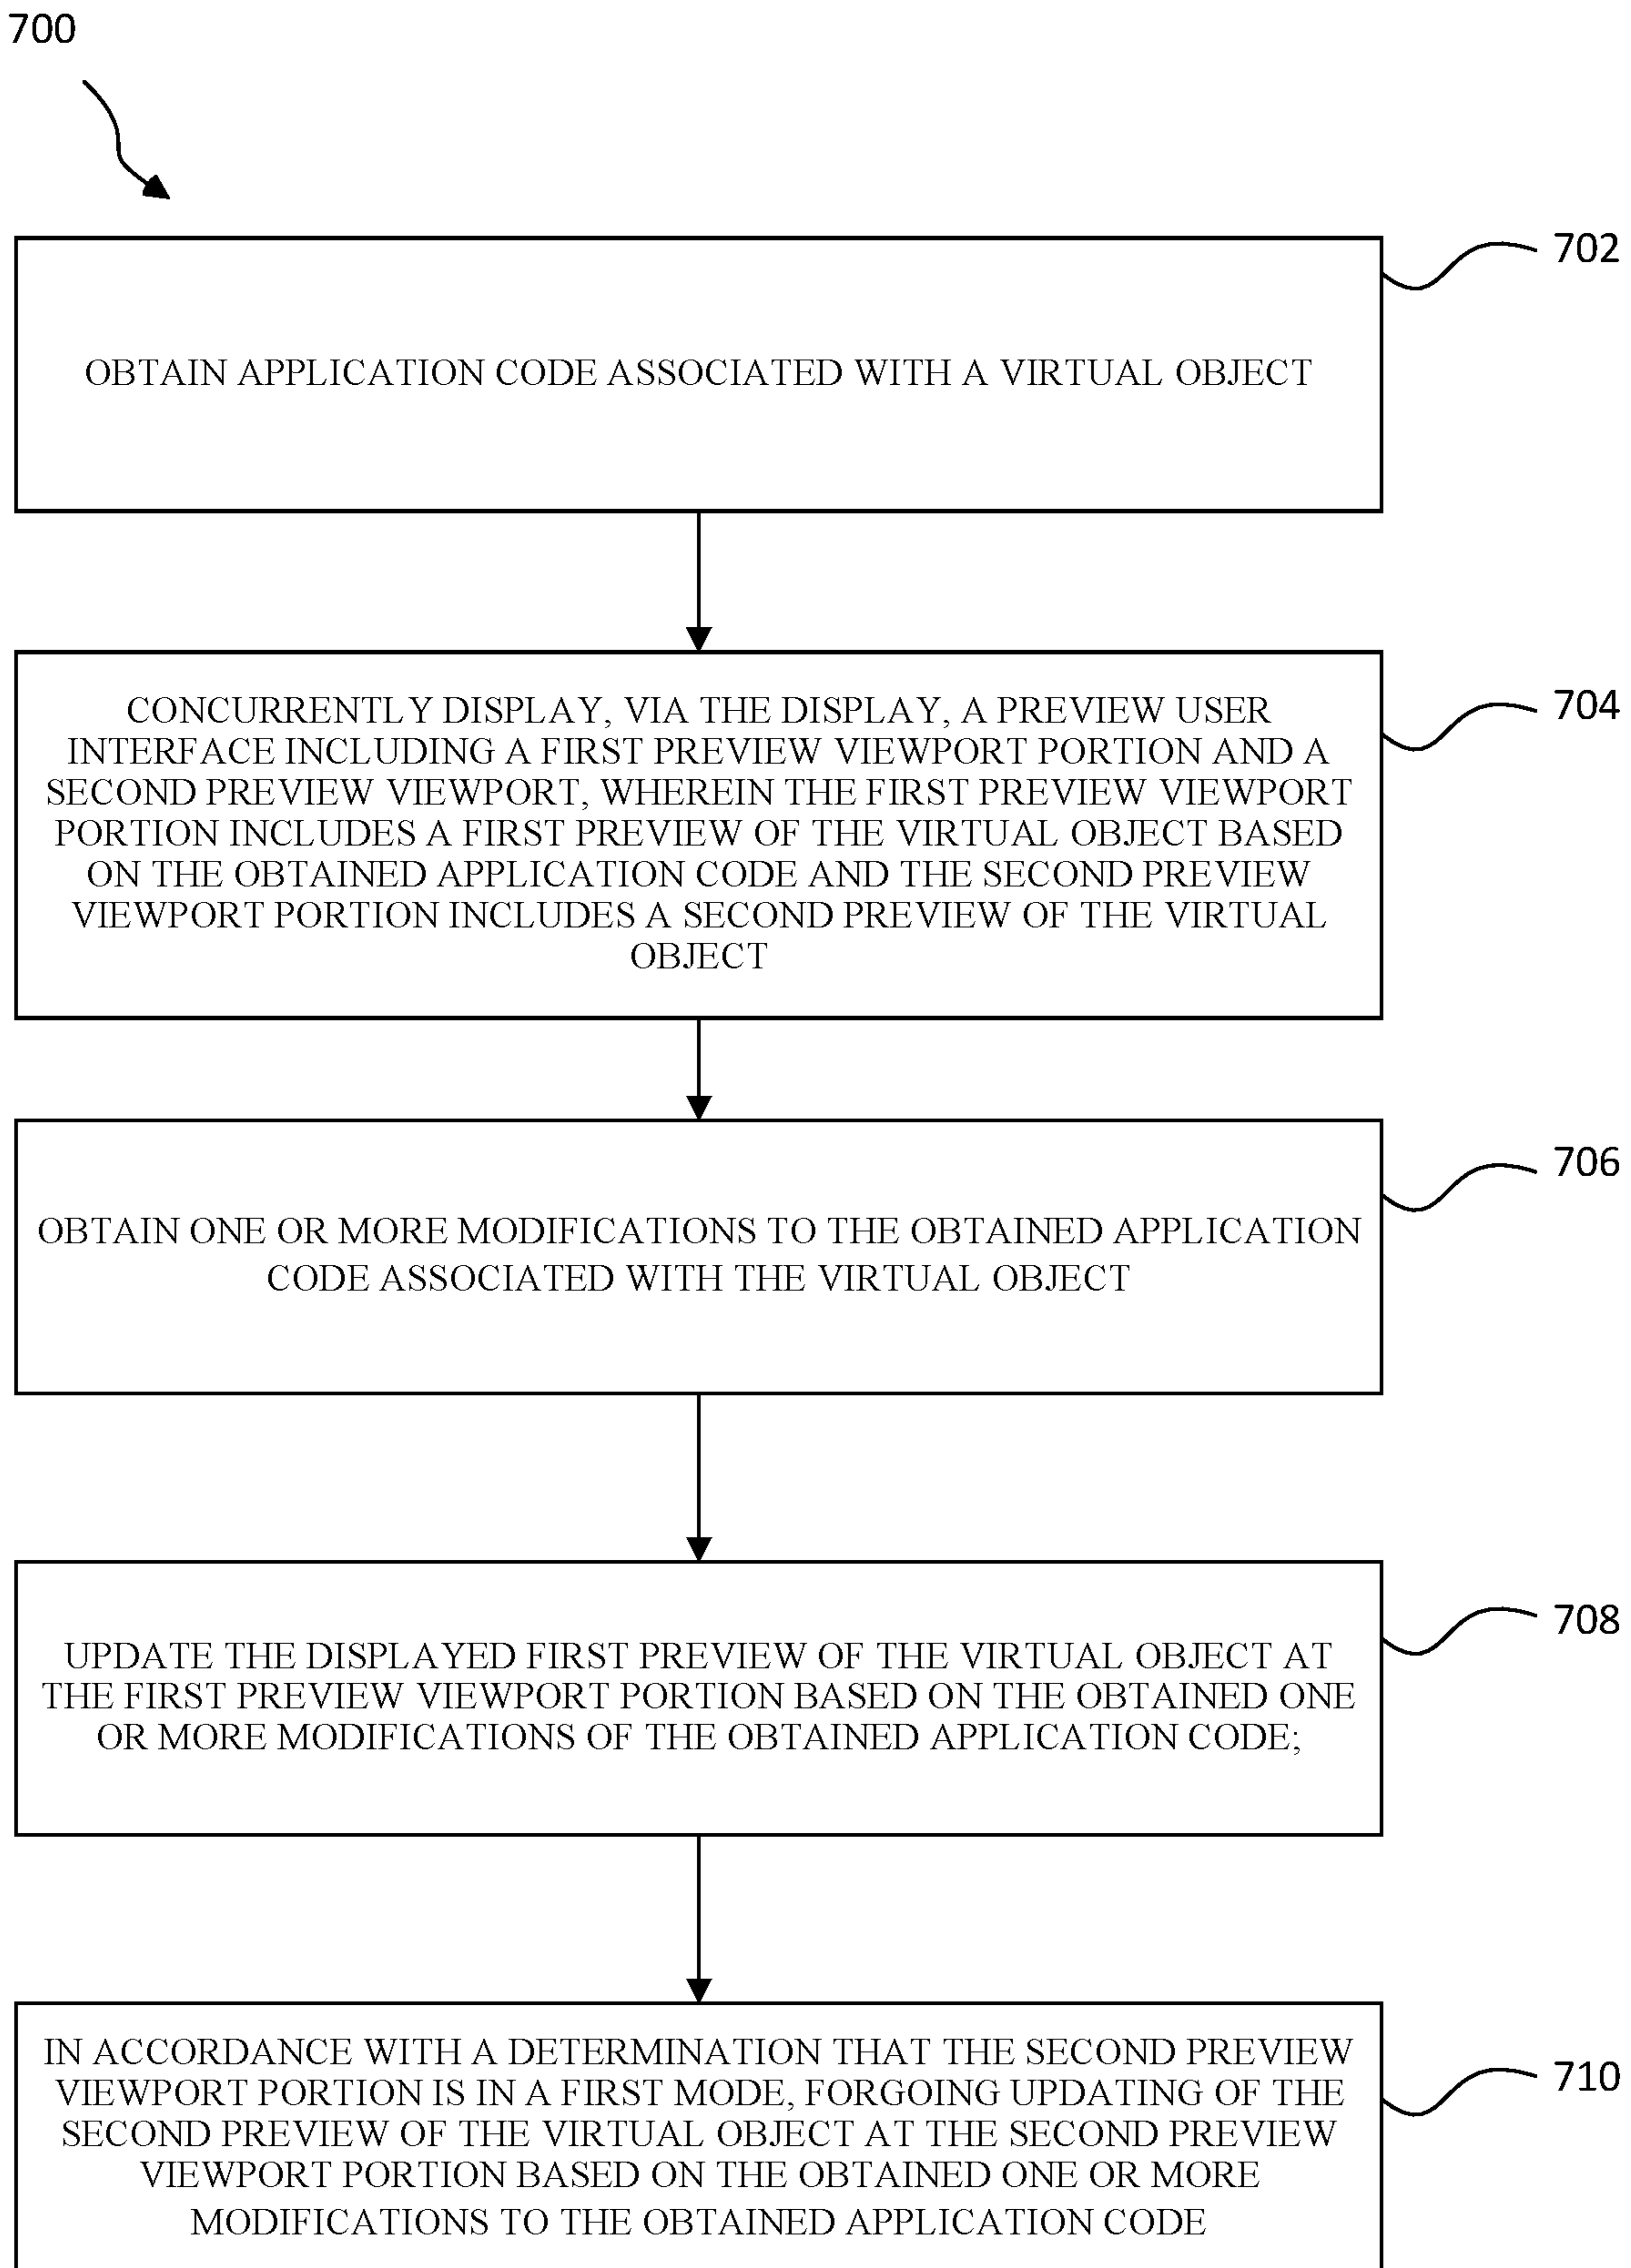 700
702
OBTAIN APPLICATION CODE ASSOCIATED WITH A VIRTUAL OBJECT
704
CONCURRENTLY DISPLAY, VIA THE DISPLAY, A PREVIEW USER
INTERFACE INCLUDING A FIRST PREVIEW VIEWPORT PORTION AND A
SECOND PREVIEW VIEWPORT, WHEREIN THE FIRST PREVIEW VIEWPORT
PORTION INCLUDES A FIRST PREVIEW OF THE VIRTUAL OBJECT BASED
ON THE OBTAINED APPLICATION CODE AND THE SECOND PREVIEW
VIEWPORT PORTION INCLUDES A SECOND PREVIEW OF THE VIRTUAL
OBJECT
706
OBTAIN ONE OR MORE MODIFICATIONS TO THE OBTAINED APPLICATION
CODE ASSOCIATED WITH THE VIRTUAL OBJECT
708
UPDATE THE DISPLAYED FIRST PREVIEW OF THE VIRTUAL OBJECT AT
THE FIRST PREVIEW VIEWPORT PORTION BASED ON THE OBTAINED ONE
OR MORE MODIFICATIONS OF THE OBTAINED APPLICATION CODE;
710
IN ACCORDANCE WITH A DETERMINATION THAT THE SECOND PREVIEW
VIEWPORT PORTION IS IN A FIRST MODE, FORGOING UPDATING OF THE
SECOND PREVIEW OF THE VIRTUAL OBJECT AT THE SECOND PREVIEW
VIEWPORT PORTION BASED ON THE OBTAINED ONE OR MORE
MODIFICATIONS TO THE OBTAINED APPLICATION CODE